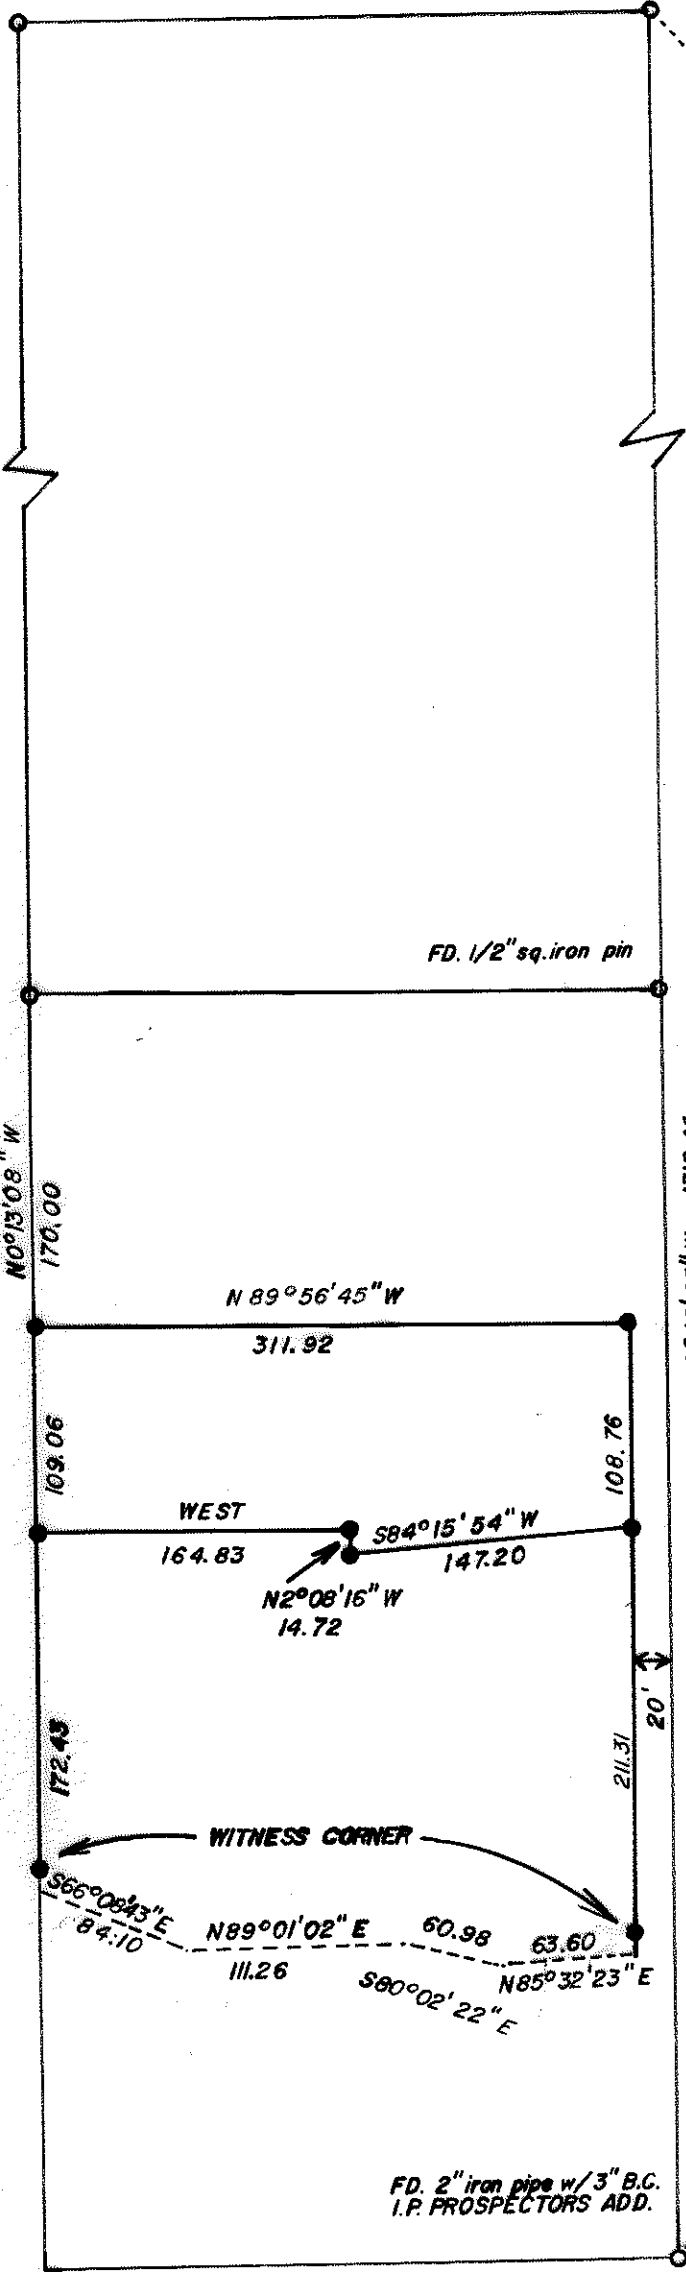 FD. 1/2" sq. iron pin
N0°13'08" W
170.00
N 89°56'45" W
311.92
109.06
108.76
WEST
164.83
S84°15'54" W
147.20
N2°08'16" W
14.72
20'
172.43
211.31
WITNESS CORNER
S66°08'43" E
84.10
N89°01'02" E
111.26
60.98
S80°02'22" E
63.60
N85°32'23" E
FD. 2" iron pipe w/ 3" B.C.
I.P. PROSPECTORS ADD.